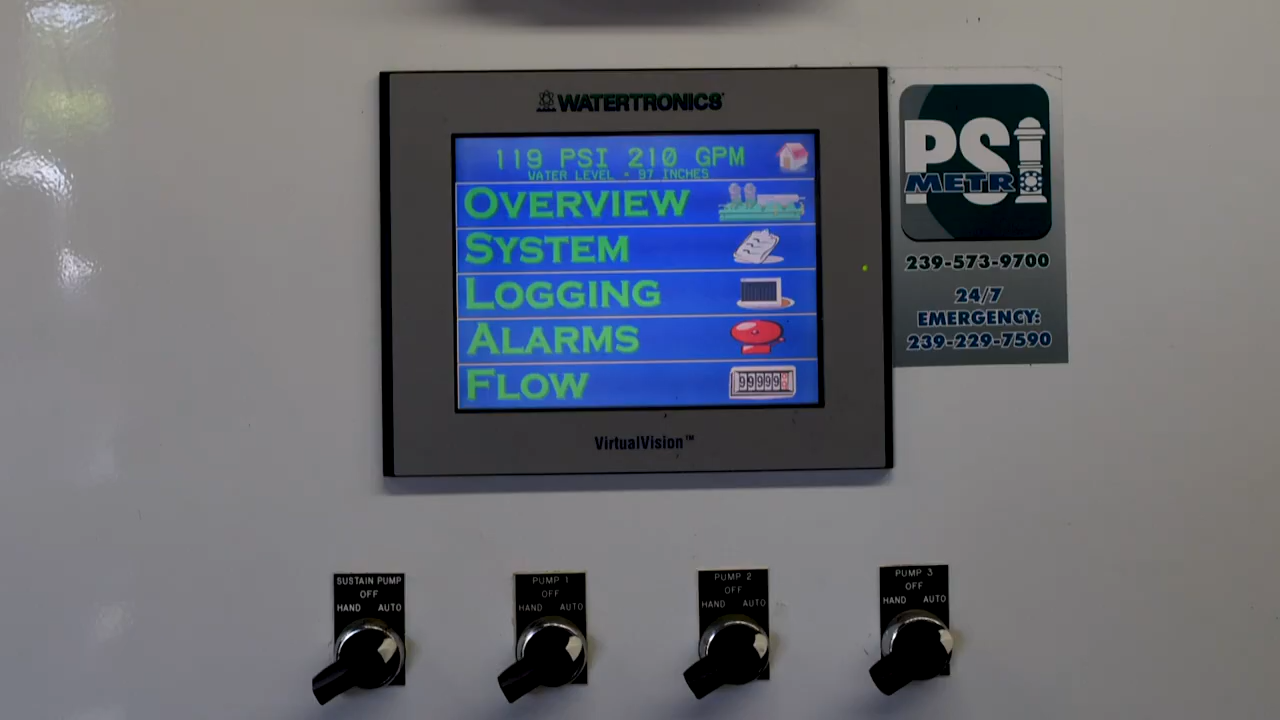 WATERTRONICS
119 PSI 210 GPM
WATER LEVEL = 97 INCHES
OVERVIEW
SYSTEM
LOGGING
ALARMS
99999
FLOW
VirtualVision™
PSI
METRO
239-573-9700
24/7
EMERGENCY:
239-229-7590
SUSTAIN PUMP
OFF
HAND AUTO
PUMP 1
OFF
HAND AUTO
PUMP 2
OFF
HAND AUTO
PUMP 3
OFF
HAND AUTO